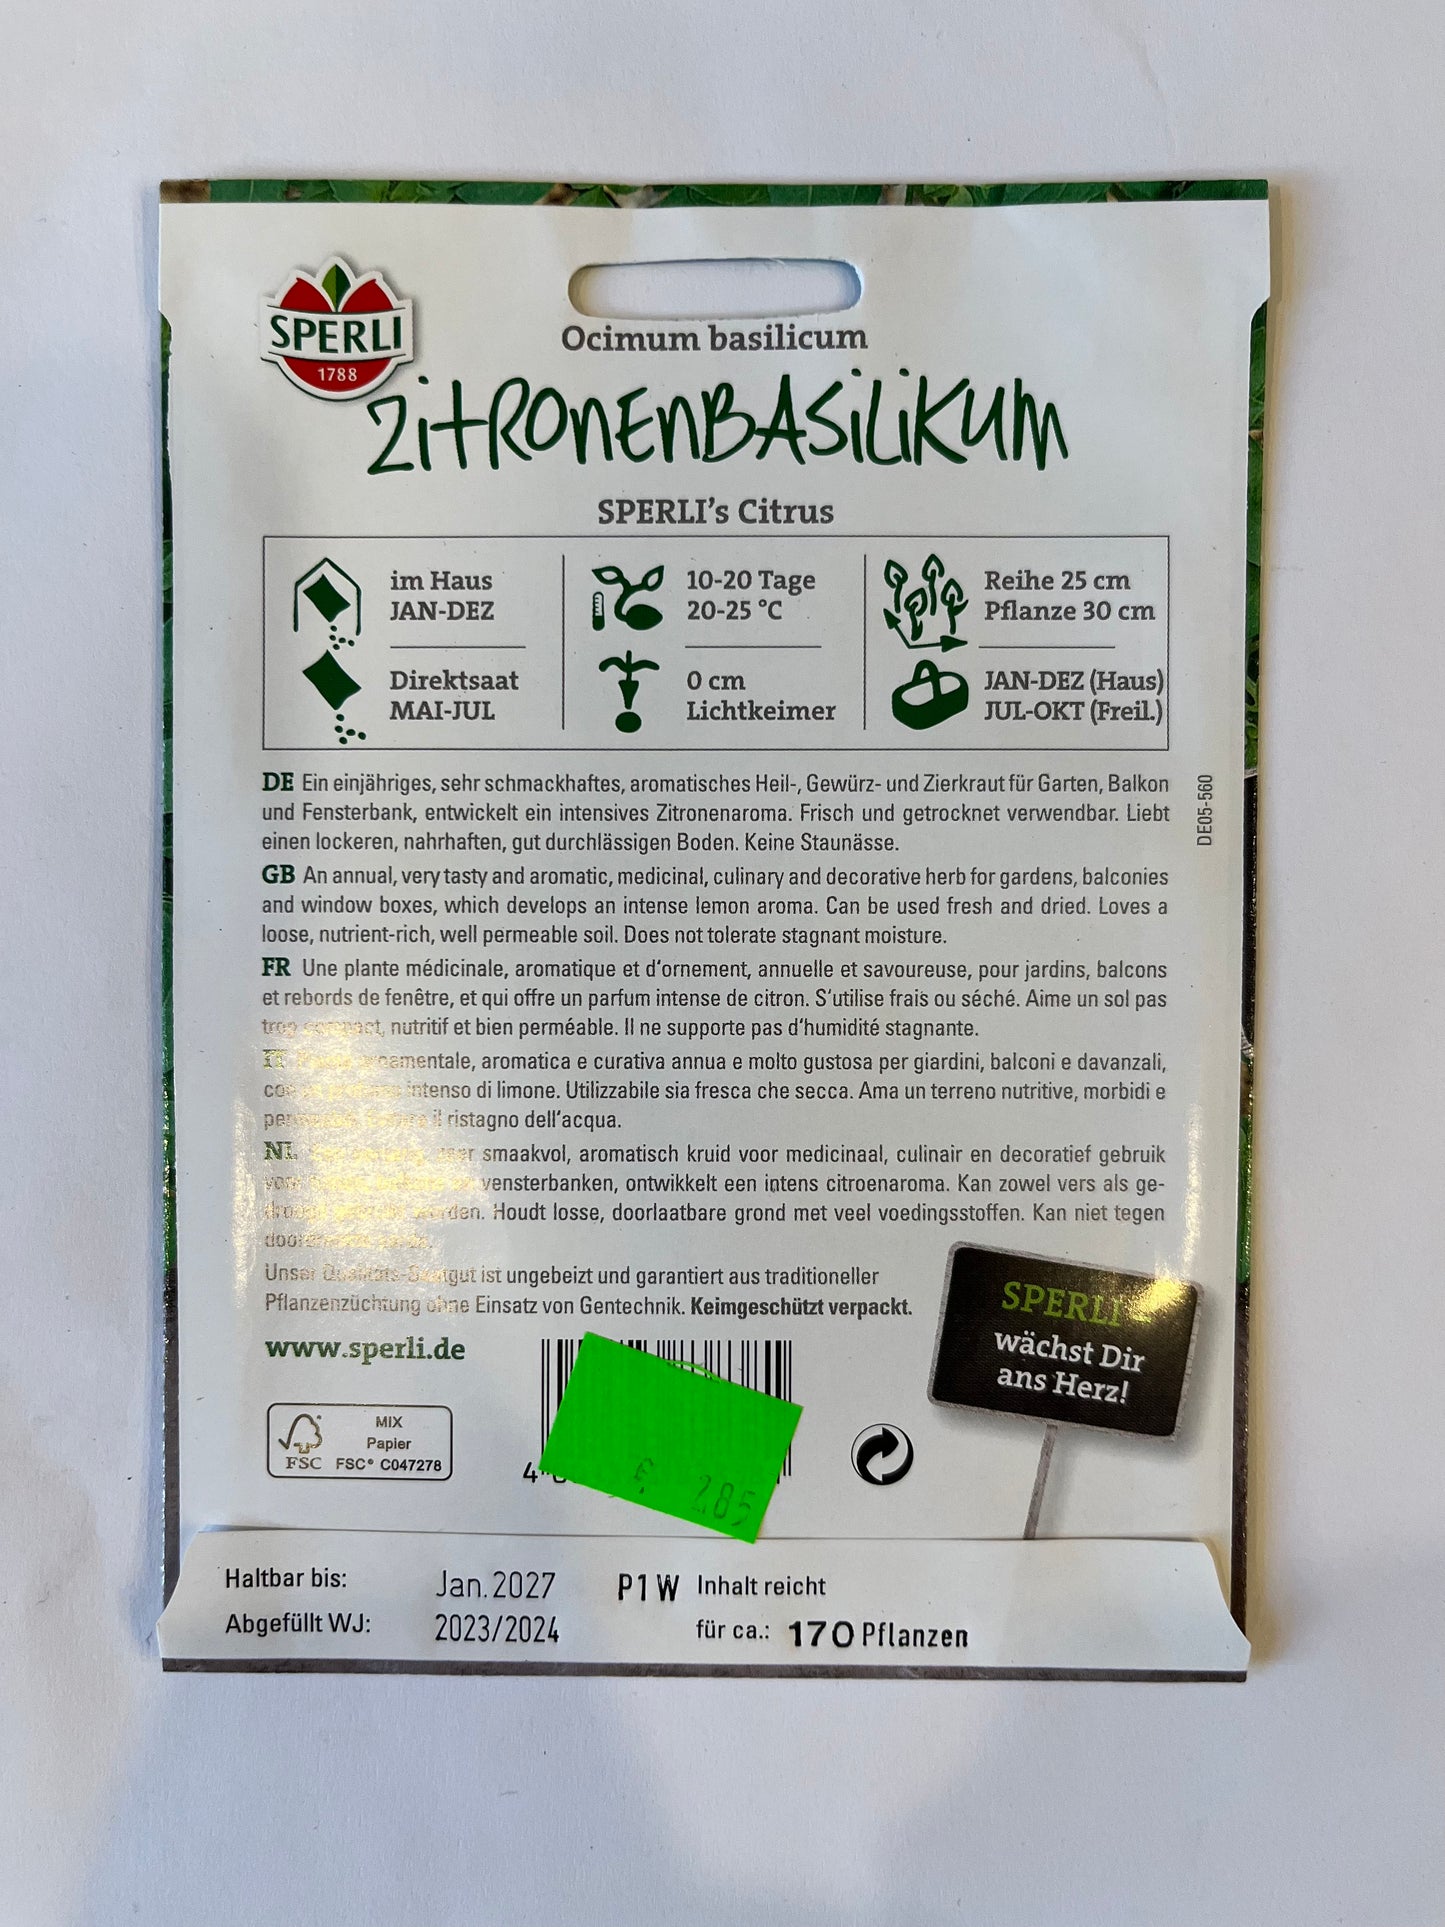 SPERLI
1788
Ocimum basilicum
ZitRONENBASiLiKUM
SPERLI's Citrus
im Haus
JAN-DEZ
10-20 Tage
20-25 °C
Reihe 25 cm
Pflanze 30 cm
Direktsaat
MAI-JUL
0 cm
Lichtkeimer
JAN-DEZ (Haus)
JUL-OKT (Freil.)
DE Ein einjähriges, sehr schmackhaftes, aromatisches Heil-, Gewürz- und Zierkraut für Garten, Balkon
und Fensterbank, entwickelt ein intensives Zitronenaroma. Frisch und getrocknet verwendbar. Liebt
einen lockeren, nahrhaften, gut durchlässigen Boden. Keine Staunässe.
DE05-560
GB An annual, very tasty and aromatic, medicinal, culinary and decorative herb for gardens, balconies
and window boxes, which develops an intense lemon aroma. Can be used fresh and dried. Loves a
loose, nutrient-rich, well permeable soil. Does not tolerate stagnant moisture.
FR Une plante médicinale, aromatique et d'ornement, annuelle et savoureuse, pour jardins, balcons
et rebords de fenêtre, et qui offre un parfum intense de citron. S'utilise frais ou séché. Aime un sol pas
trop compact, nutritif et bien perméable. Il ne supporte pas d'humidité stagnante.
IT aromatica e curativa annua e molto gustosa per giardini, balconi e davanzali,
intenso di limone. Utilizzabile sia fresca che secca. Ama un terreno nutritive, morbidi e
il ristagno dell'acqua.
NL smaakvol, aromatisch kruid voor medicinaal, culinair en decoratief gebruik
vensterbanken, ontwikkelt een intens citroenaroma. Kan zowel vers als ge-
worden. Houdt losse, doorlaatbare grond met veel voedingsstoffen. Kan niet tegen
Unser Qualitäts-Saatgut ist ungebeizt und garantiert aus traditioneller
Pflanzenzüchtung ohne Einsatz von Gentechnik. Keimgeschützt verpackt.
www.sperli.de
SPERLI -
wächst Dir
ans Herz!
MIX
Papier
FSC FSC® C047278
4
€ 285
Haltbar bis: Jan. 2027 P1W Inhalt reicht
Abgefüllt WJ: 2023/2024 für ca.: 170 Pflanzen